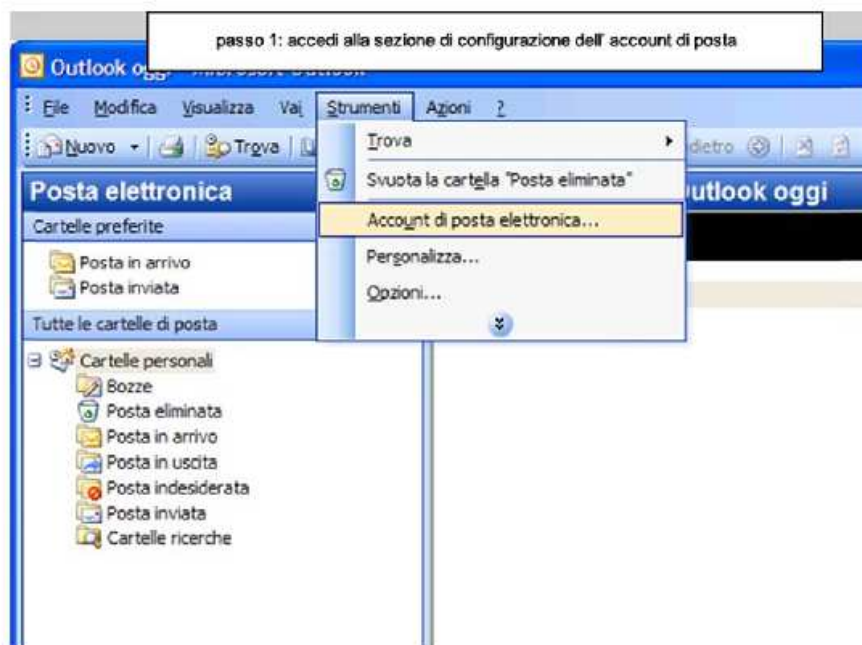 passo 1: accedi alla sezione di configurazione dell' account di posta
Outlook
File Modifica Visualizza Vai Strumenti Azioni ?
Nuovo Trova
Trova
Svuota la cartella "Posta eliminata"
Account di posta elettronica...
Personalizza...
Opzioni...
Posta elettronica
Outlook oggi
Cartelle preferite
Posta in arrivo
Posta inviata
Tutte le cartelle di posta
Cartelle personali
Bozze
Posta eliminata
Posta in arrivo
Posta in uscita
Posta indesiderata
Posta inviata
Cartelle ricerche